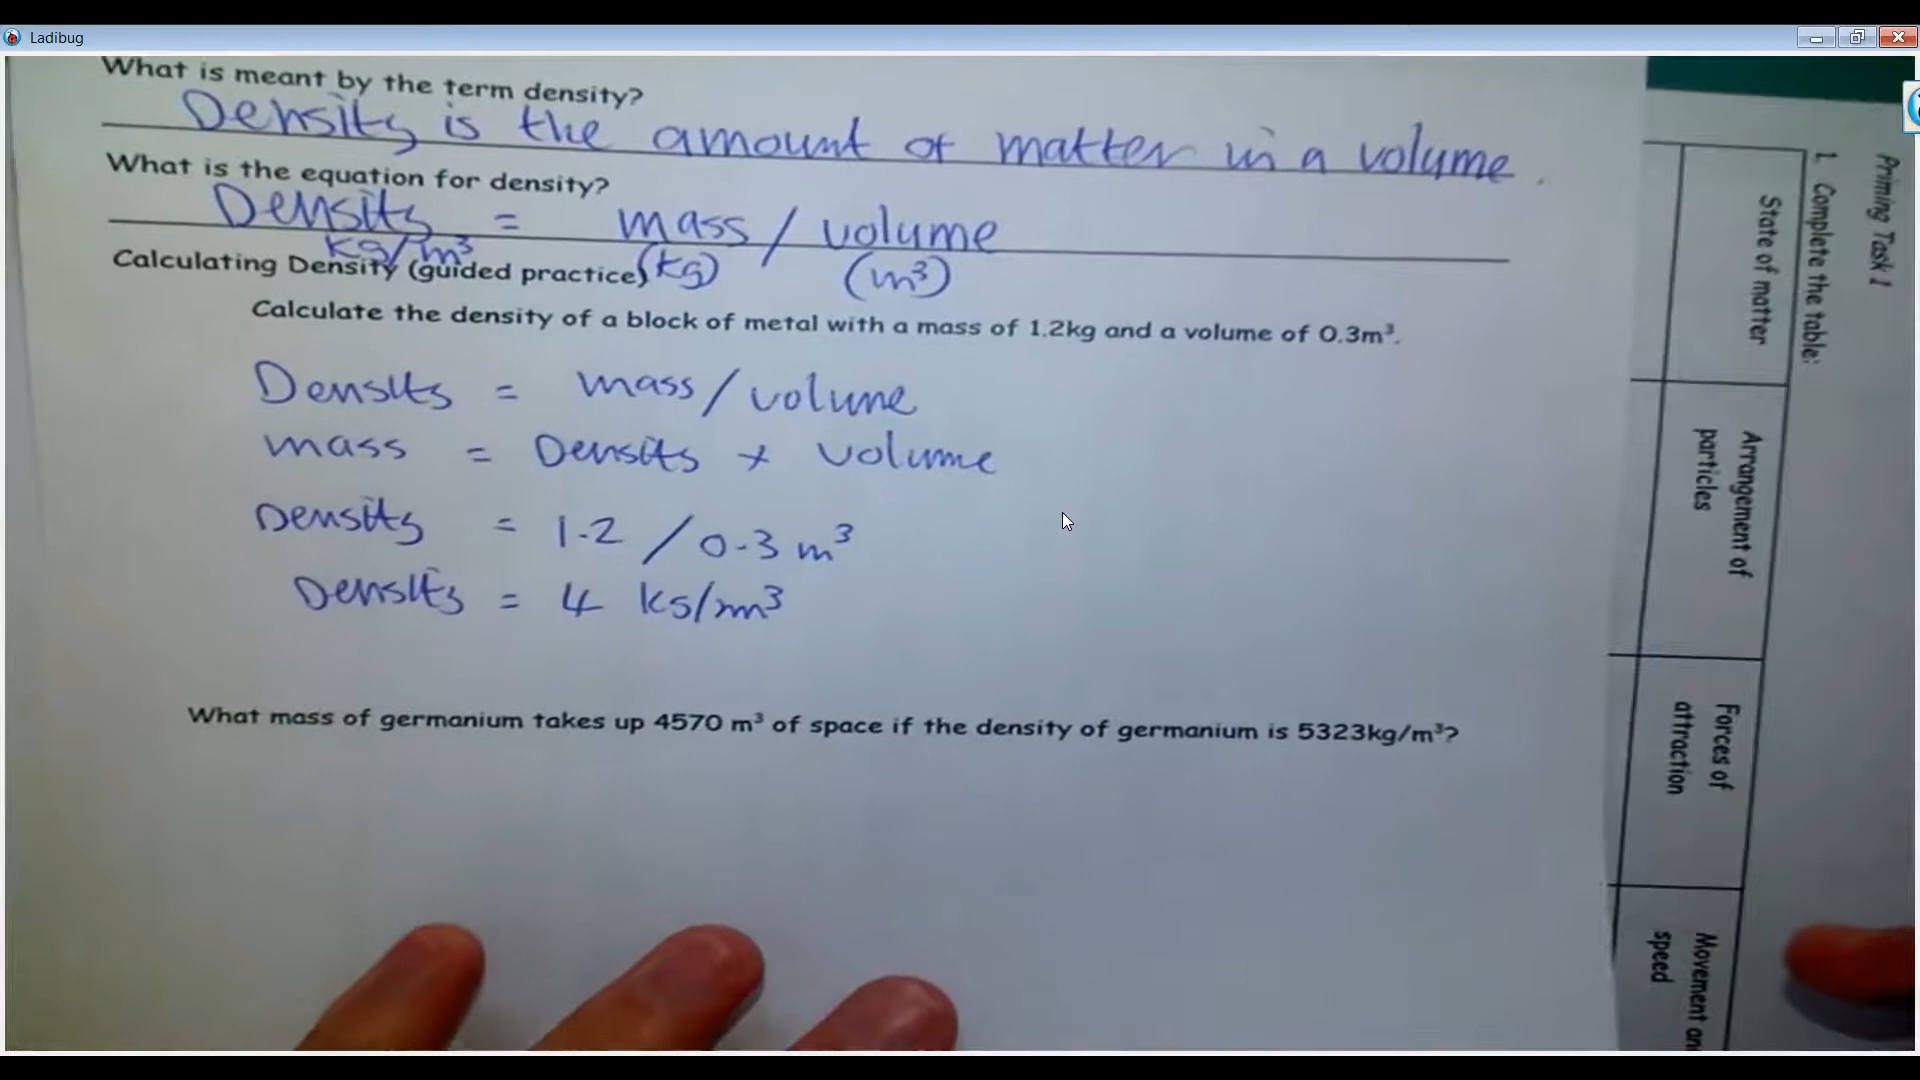 Ladibug
What is meant by the term density?
Density is the amount of matter in a volume.
What is the equation for density?
Density = mass / volume
kg/m³ (kg) (m³)
Calculating Density (guided practice)
Calculate the density of a block of metal with a mass of 1.2kg and a volume of 0.3m³.
Density = mass / volume
mass = Density × volume
Density = 1.2 / 0.3 m³
Density = 4 kg/m³
What mass of germanium takes up 4570 m³ of space if the density of germanium is 5323kg/m³?
Priming Task 1
1. Complete the table:
State of matter
Arrangement of
particles
Forces of
attraction
Movement an
speed